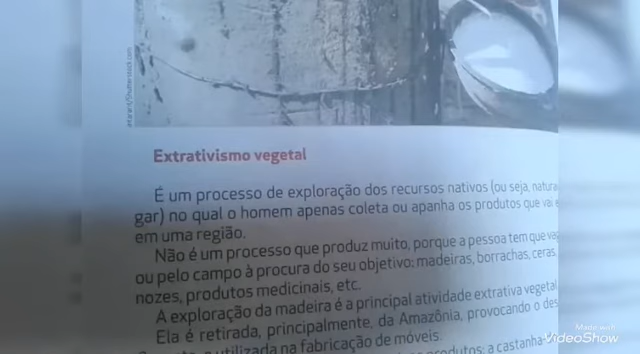 Extrativismo vegetal
É um processo de exploração dos recursos nativos (ou seja,
gar) no qual o homem apenas coleta ou apanha os produtos que
em uma região.
Não é um processo que produz muito, porque a pessoa tem que
ou pelo campo à procura do seu objetivo: madeiras, borrachas, ceras,
nozes, produtos medicinais, etc.
A exploração da madeira é a principal atividade extrativa vegetal
Ela é retirada, principalmente, da Amazônia, provocando o
utilizada na fabricação de móveis.
produtos: a castanha
Made with
VideoShow